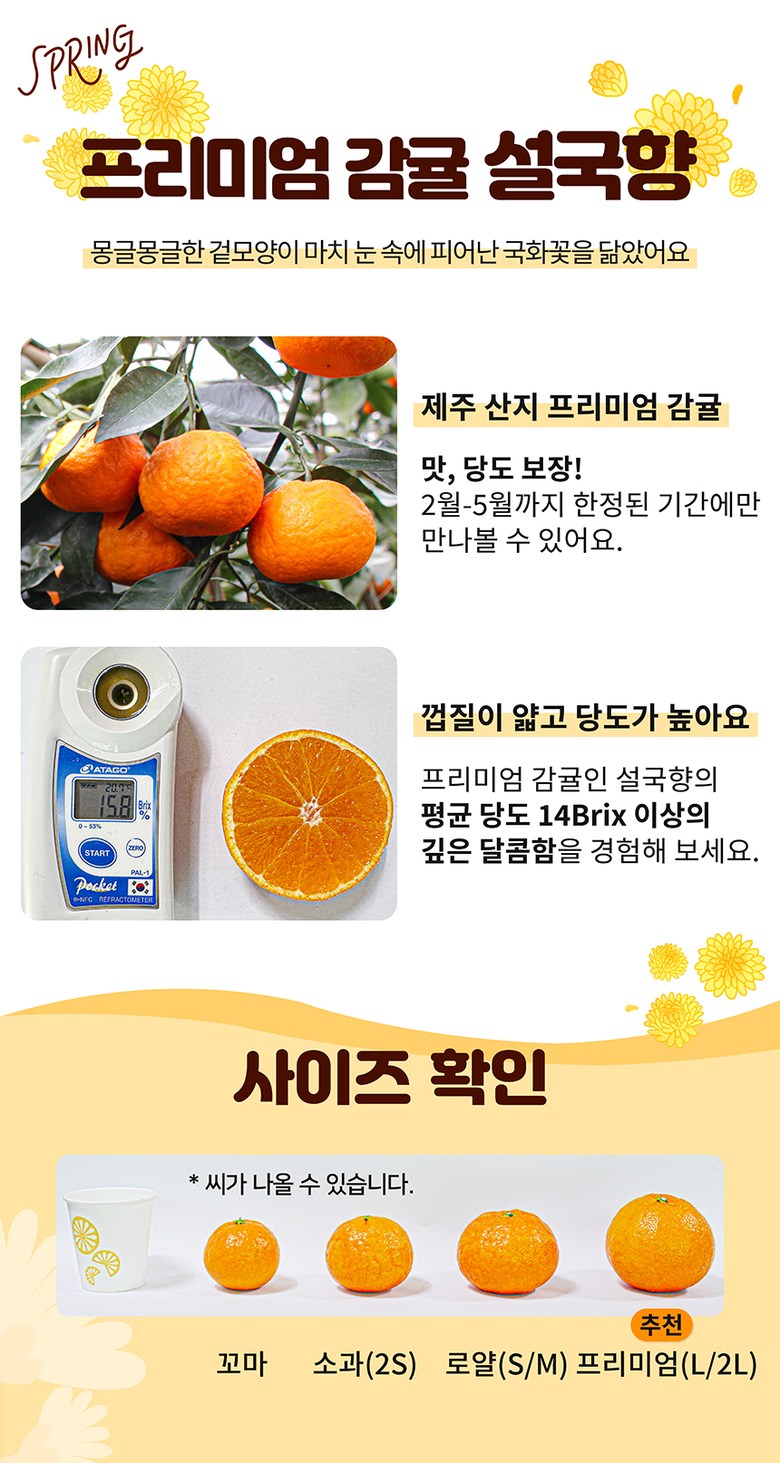 SPRING
프리미엄 감귤 설국향
몽글몽글한 겉모양이 마치 눈 속에 피어난 국화꽃을 닮았어요
제주 산지 프리미엄 감귤
맛, 당도 보장!
2월-5월까지 한정된 기간에만
만나볼 수 있어요.
껍질이 얇고 당도가 높아요
프리미엄 감귤인 설국향의
평균 당도 14Brix 이상의
깊은 달콤함을 경험해 보세요.
ATAGO
20.7℃
15.8
Brix
%
0 ~ 53%
START
ZERO
PAL-1
Pocket
REFRACTOMETER
사이즈 확인
* 씨가 나올 수 있습니다.
추천
꼬마 소과(2S) 로얄(S/M) 프리미엄(L/2L)